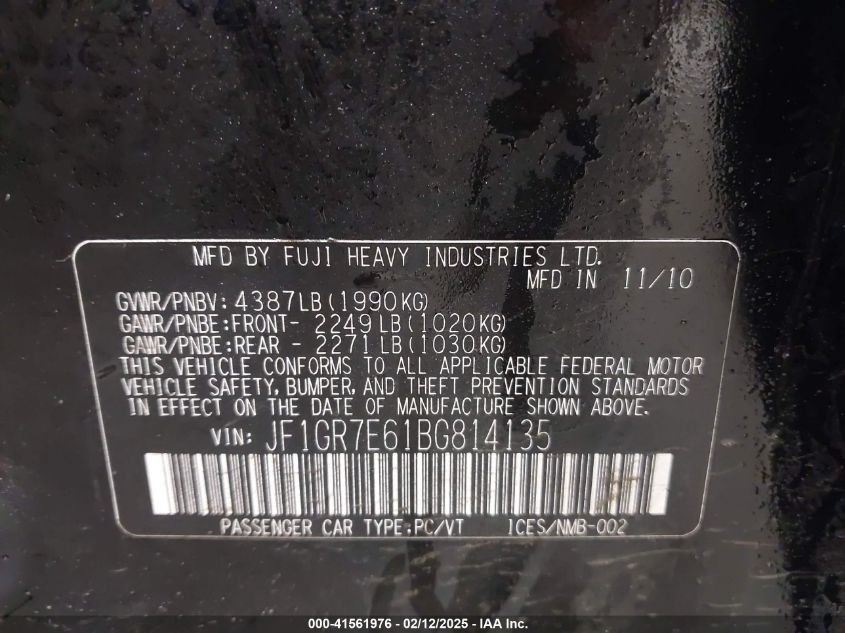 MFD BY FUJI HEAVY INDUSTRIES LTD.
MFD IN 11/10
GVWR/PNBV: 4387LB(1990KG)
GAWR/PNBE:FRONT- 2249LB(1020KG)
GAWR/PNBE:REAR - 2271LB(1030KG)
THIS VEHICLE CONFORMS TO ALL APPLICABLE FEDERAL MOTOR
VEHICLE SAFETY, BUMPER, AND THEFT PREVENTION STANDARDS
IN EFFECT ON THE DATE OF MANUFACTURE SHOWN ABOVE.
VIN: JF1GR7E61BG814135
PASSENGER CAR TYPE:PC/VT ICES/NMB-002
000-41561976 - 02/12/2025 - IAA Inc.